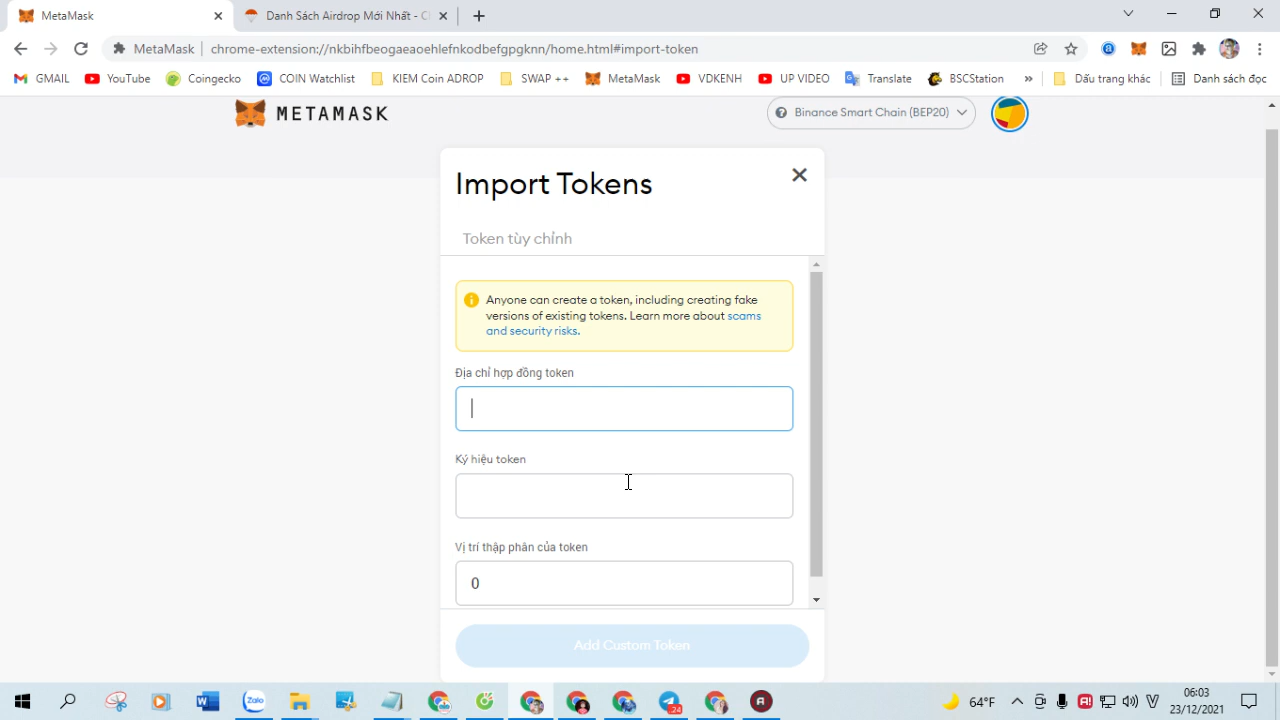 MetaMask
Danh Sách Airdrop Mới Nhất - C
MetaMask
chrome-extension://nkbihfbeogaeaoehlefnkodbefgpgknn/home.html#import-token
GMAIL
YouTube
Coingecko
COIN Watchlist
KIEM Coin ADROP
SWAP ++
MetaMask
VDKENH
UP VIDEO
Translate
BSCStation
»
Dấu trang khác
Danh sách đọc
METAMASK
Binance Smart Chain (BEP20)
Import Tokens
Token tùy chỉnh
Anyone can create a token, including creating fake
versions of existing tokens. Learn more about scams
and security risks.
Địa chỉ hợp đồng token
Ký hiệu token
Vị trí thập phân của token
0
Add Custom Token
Zalo
24
64°F
06:03
23/12/2021